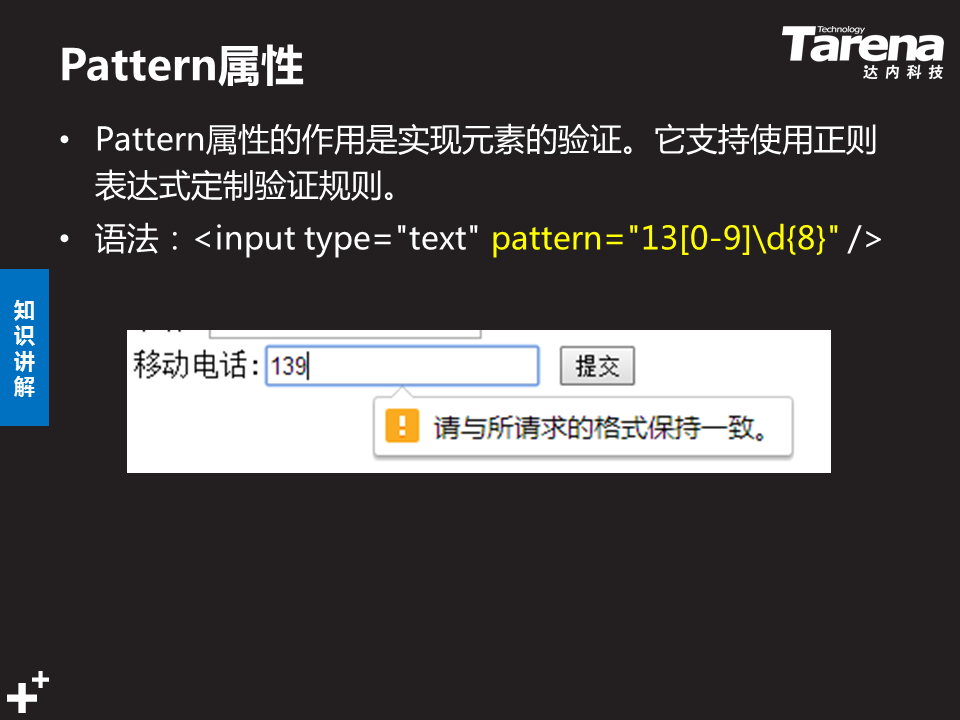 Pattern属性
Technology
Tarena
达内科技
• Pattern属性的作用是实现元素的验证。它支持使用正则
表达式定制验证规则。
• 语法：<input type="text" pattern="13[0-9]\d{8}" />
知识讲解
移动电话: 139 提交
请与所请求的格式保持一致。